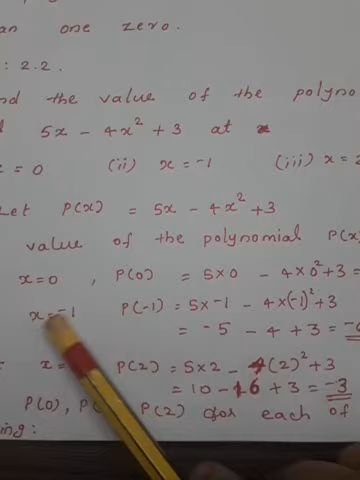 an one zero.
: 2.2.
nd the value of the polyno
5x - 4x² + 3 at x
= 0 (ii) x = -1 (iii) x = 2
Let P(x) = 5x - 4x² + 3
value of the polynomial P(x)
x=0 , P(0) = 5x0 - 4x0²+3 =
x=-1 P(-1) = 5x-1 - 4x(-1)²+3
= -5 - 4 + 3 = -6
x= P(2) = 5x2 - 4(2)²+3
= 10 - 16 + 3 = -3
P(0), P( P(2) for each of
ing: